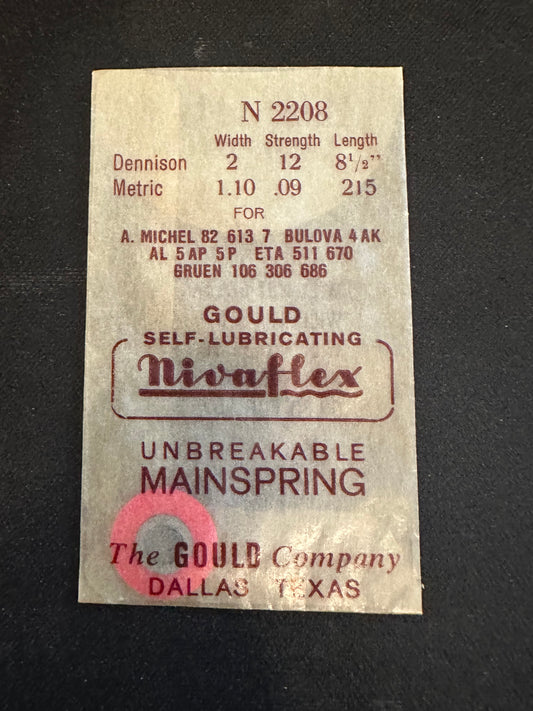 N 2208
Width Strength Length
Dennison 2 12 8 1/2"
Metric 1.10 .09 215
FOR
A. MICHEL 82 613 7 BULOVA 4 AK
AL 5 AP 5 P ETA 511 670
GRUEN 106 306 686
GOULD
SELF-LUBRICATING
Nivaflex
UNBREAKABLE
MAINSPRING
The GOULD Company
DALLAS TEXAS